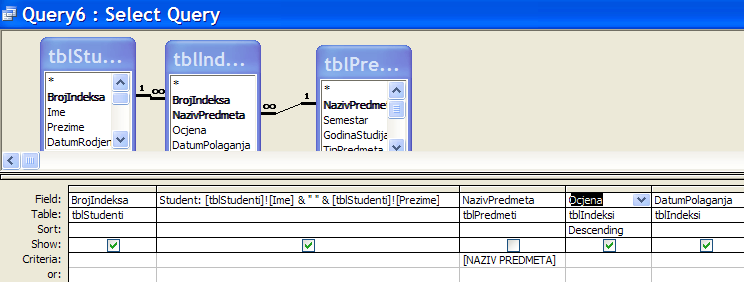 Query6 : Select Query
tblStu...
*
BrojIndeksa
Ime
Prezime
DatumRodjen
1
∞
tblInd...
*
BrojIndeksa
NazivPredmeta
Ocjena
DatumPolaganja
∞
1
tblPre...
*
NazivPredme
Semestar
GodinaStudija
TipPredmeta
Field: BrojIndeksa Student: [tblStudenti]![Ime] & " " & [tblStudenti]![Prezime] NazivPredmeta Ocjena DatumPolaganja
Table: tblStudenti tblPredmeti tblIndeksi tblIndeksi
Sort: Descending
Show:
Criteria: [NAZIV PREDMETA]
or: